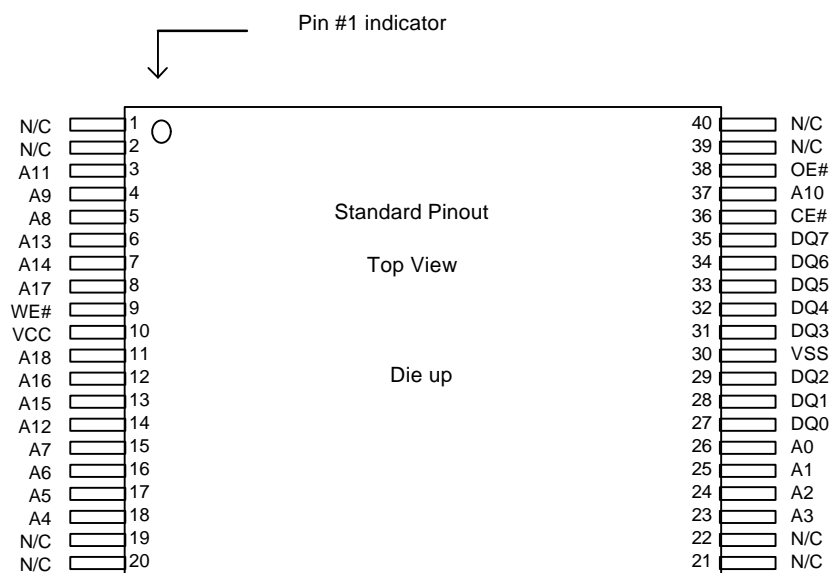 Pin #1 indicator
N/C 1 40 N/C
N/C 2 39 N/C
A11 3 38 OE#
A9 4 37 A10
A8 5 36 CE#
A13 6 35 DQ7
A14 7 34 DQ6
A17 8 33 DQ5
WE# 9 32 DQ4
VCC 10 31 DQ3
A18 11 30 VSS
A16 12 29 DQ2
A15 13 28 DQ1
A12 14 27 DQ0
A7 15 26 A0
A6 16 25 A1
A5 17 24 A2
A4 18 23 A3
N/C 19 22 N/C
N/C 20 21 N/C
Standard Pinout
Top View
Die up